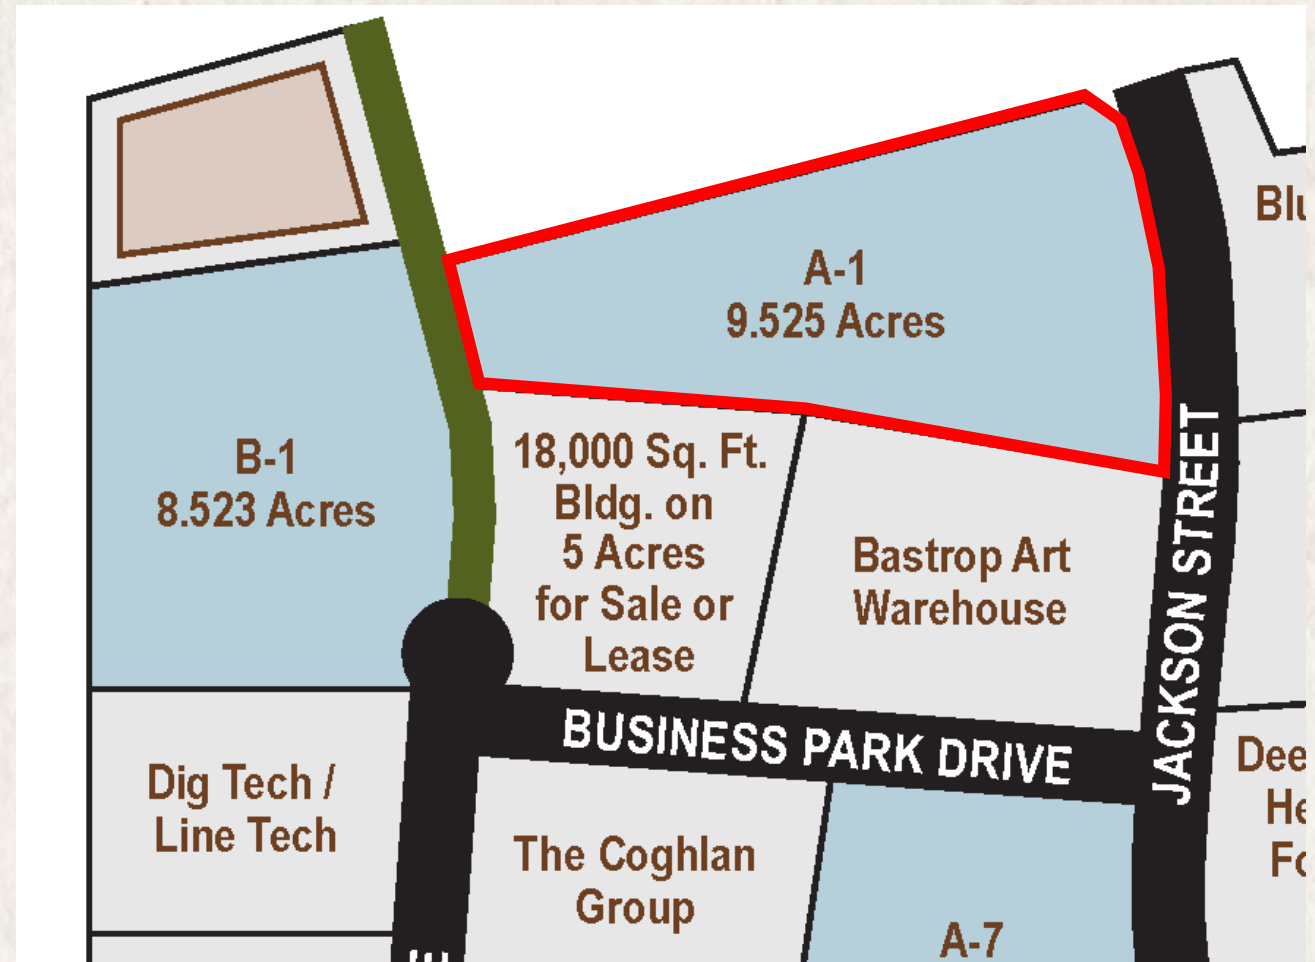 A-1
9.525 Acres
B-1
8.523 Acres
18,000 Sq. Ft.
Bldg. on
5 Acres
for Sale or
Lease
Bastrop Art
Warehouse
JACKSON STREET
BUSINESS PARK DRIVE
Dig Tech /
Line Tech
The Coghlan
Group
A-7